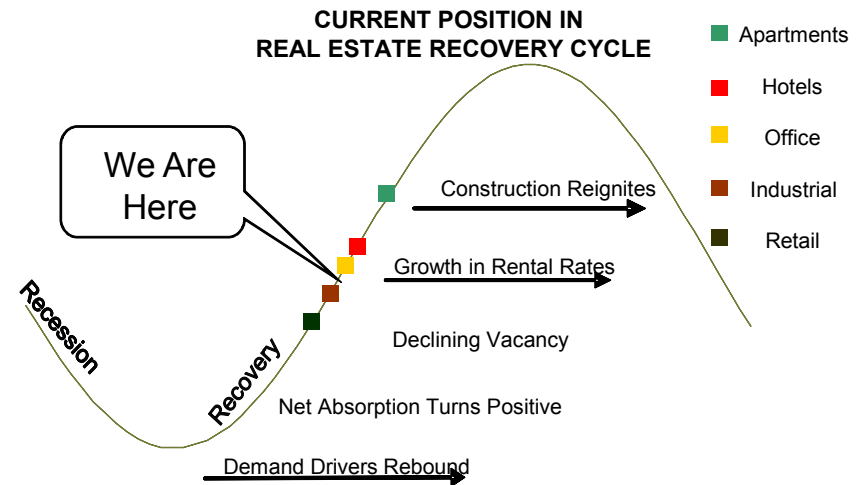 CURRENT POSITION IN
REAL ESTATE RECOVERY CYCLE
Apartments
Hotels
Office
Industrial
Retail
We Are
Here
Construction Reignites
Growth in Rental Rates
Recession
Recovery
Declining Vacancy
Net Absorption Turns Positive
Demand Drivers Rebound